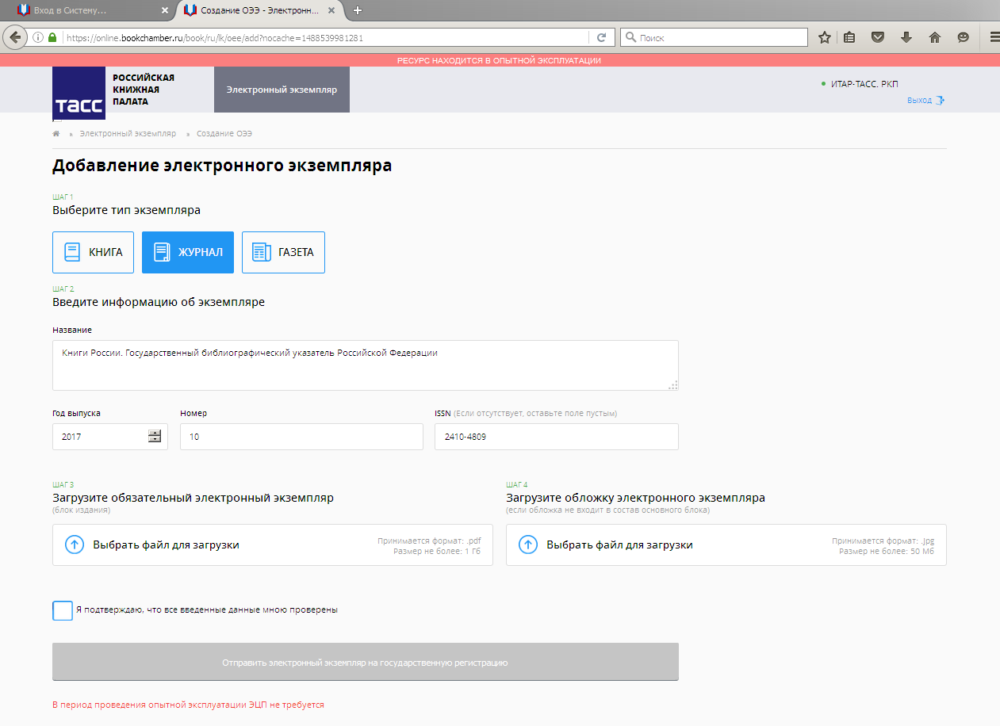 Вход в Систему...
Создание ОЭЭ - Электронн...
https://online.bookchamber.ru/book/ru/lk/oee/add?nocache=1488539981281
Поиск
РЕСУРС НАХОДИТСЯ В ОПЫТНОЙ ЭКСПЛУАТАЦИИ
ТАСС
РОССИЙСКАЯ
КНИЖНАЯ
ПАЛАТА
Электронный экземпляр
ИТАР-ТАСС. РКП
Выход
Электронный экземпляр » Создание ОЭЭ
Добавление электронного экземпляра
ШАГ 1
Выберите тип экземпляра
КНИГА
ЖУРНАЛ
ГАЗЕТА
ШАГ 2
Введите информацию об экземпляре
Название
Книги России. Государственный библиографический указатель Российской Федерации
Год выпуска
Номер
ISSN (Если отсутствует, оставьте поле пустым)
2017
10
2410-4809
ШАГ 3
Загрузите обязательный электронный экземпляр
(блок издания)
Выбрать файл для загрузки
Принимается формат: .pdf
Размер не более: 1 Гб
ШАГ 4
Загрузите обложку электронного экземпляра
(если обложка не входит в состав основного блока)
Выбрать файл для загрузки
Принимается формат: .jpg
Размер не более: 50 Мб
Я подтверждаю, что все введенные данные мною проверены
Отправить электронный экземпляр на государственную регистрацию
В период проведения опытной эксплуатации ЭЦП не требуется